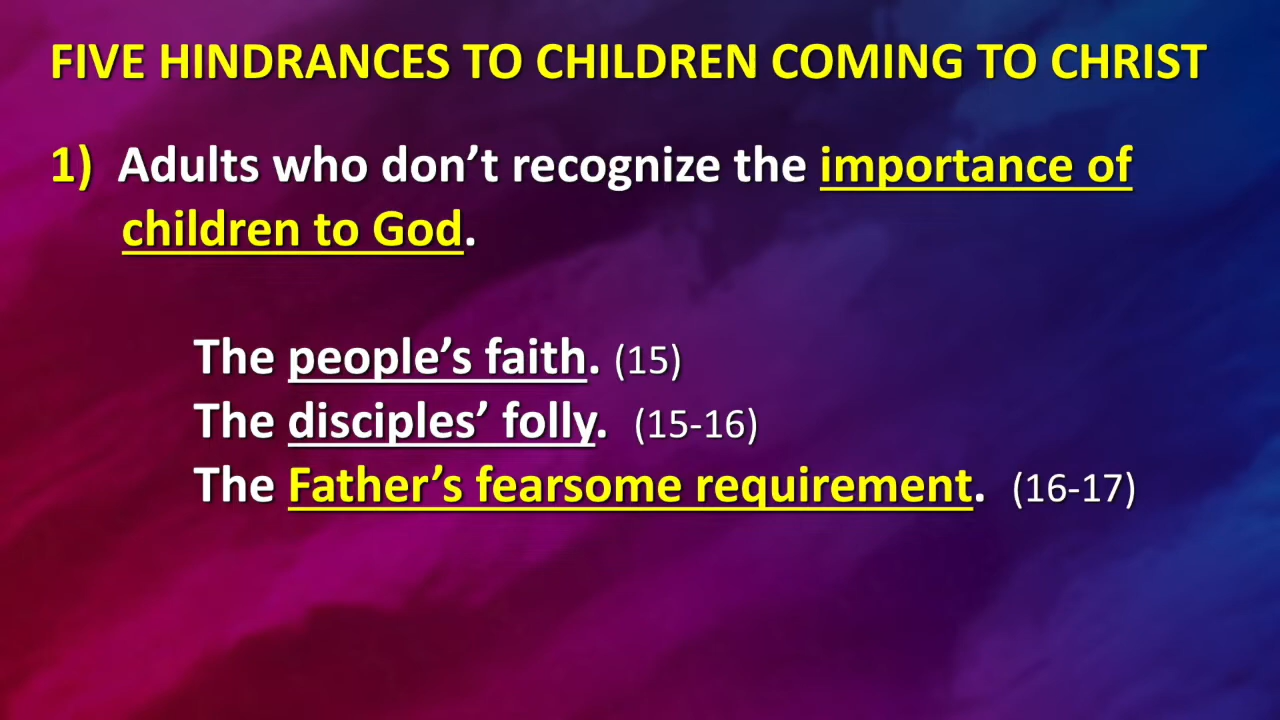 FIVE HINDRANCES TO CHILDREN COMING TO CHRIST
1) Adults who don’t recognize the importance of
children to God.
The people’s faith. (15)
The disciples’ folly. (15-16)
The Father’s fearsome requirement. (16-17)